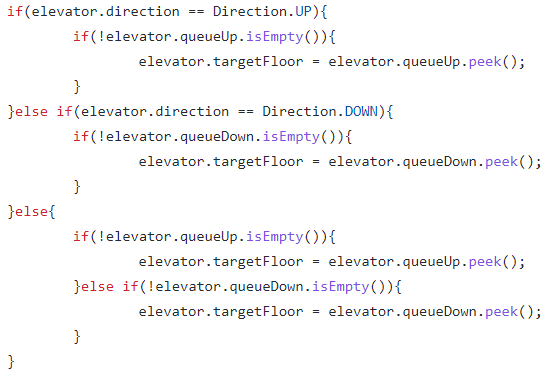 if(elevator.direction == Direction.UP){
        if(!elevator.queueUp.isEmpty()){
                elevator.targetFloor = elevator.queueUp.peek();
        }
}else if(elevator.direction == Direction.DOWN){
        if(!elevator.queueDown.isEmpty()){
                elevator.targetFloor = elevator.queueDown.peek();
        }
}else{
        if(!elevator.queueUp.isEmpty()){
                elevator.targetFloor = elevator.queueUp.peek();
        }else if(!elevator.queueDown.isEmpty()){
                elevator.targetFloor = elevator.queueDown.peek();
        }
}